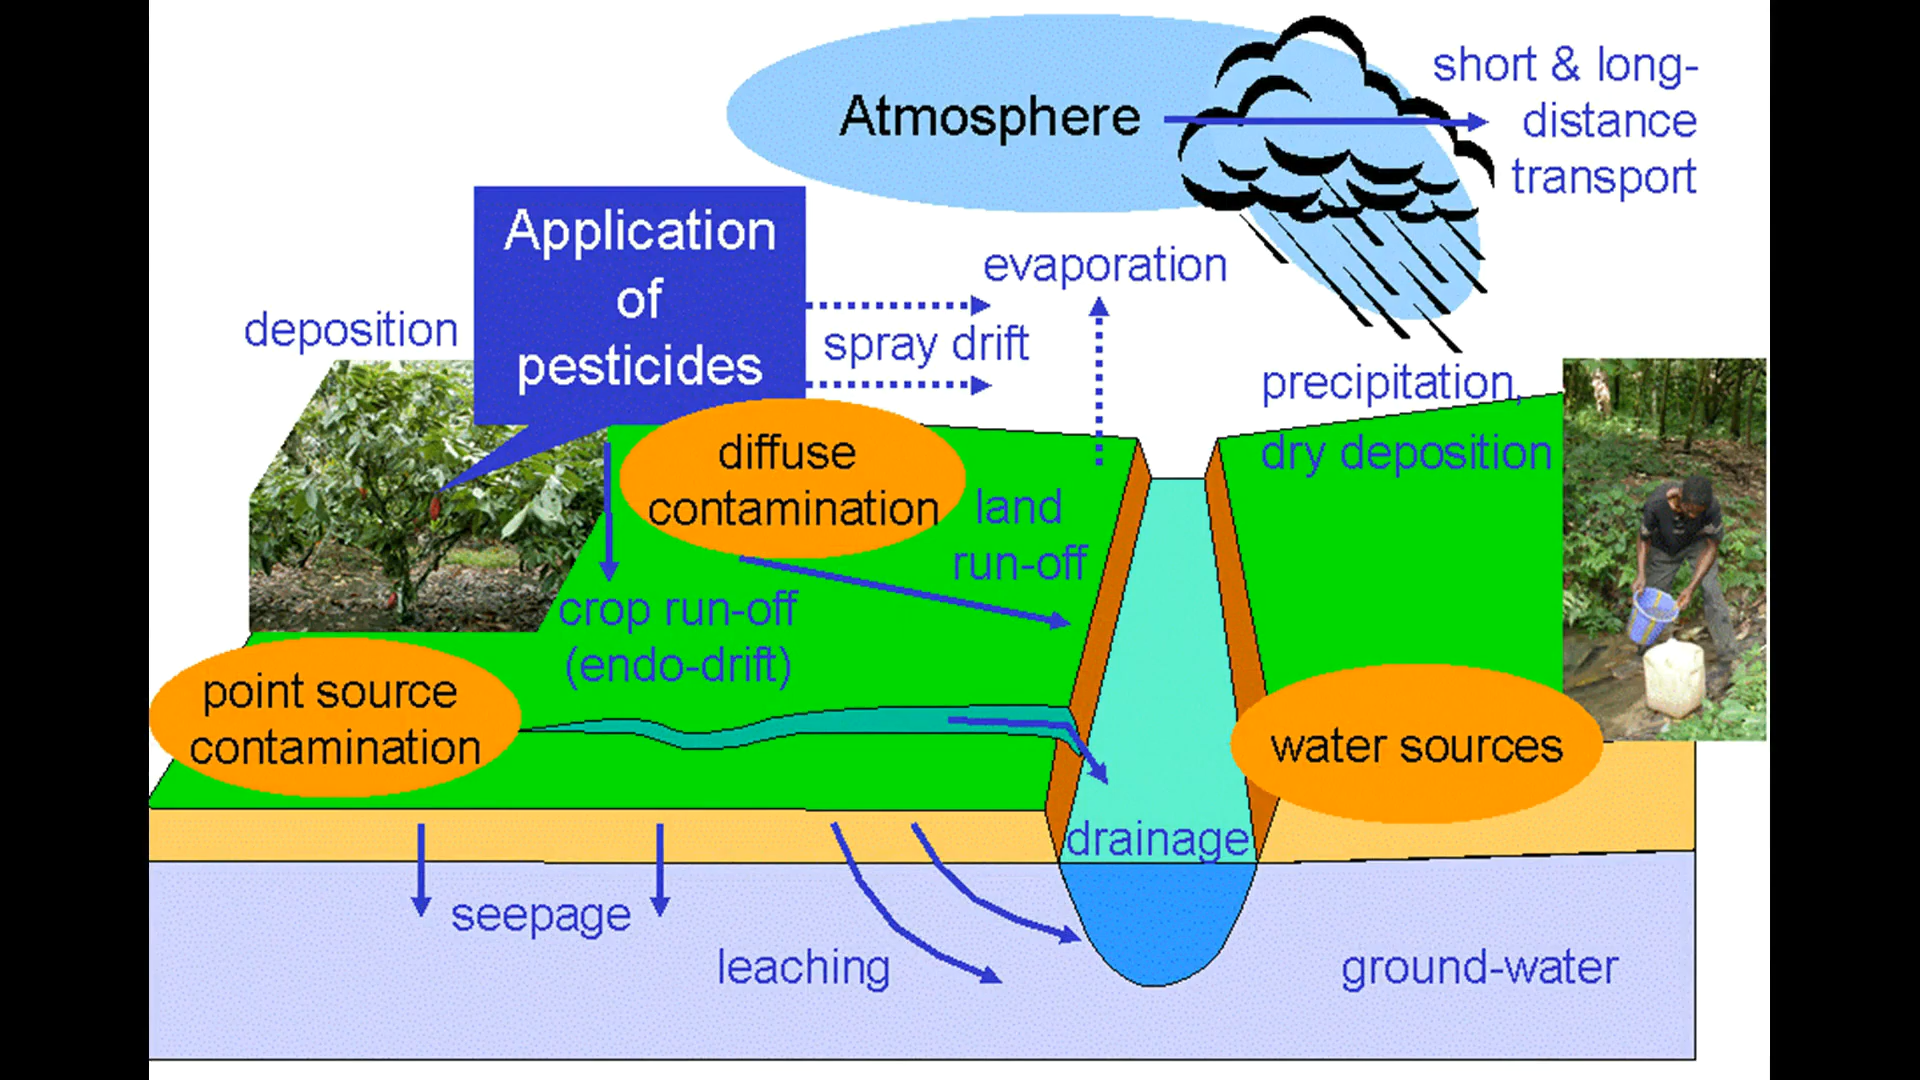 Atmosphere
short & long-
distance
transport
Application
of
pesticides
deposition
evaporation
spray drift
precipitation,
dry deposition
diffuse
contamination
land
run-off
crop run-off
(endo-drift)
point source
contamination
water sources
drainage
seepage
leaching
ground-water